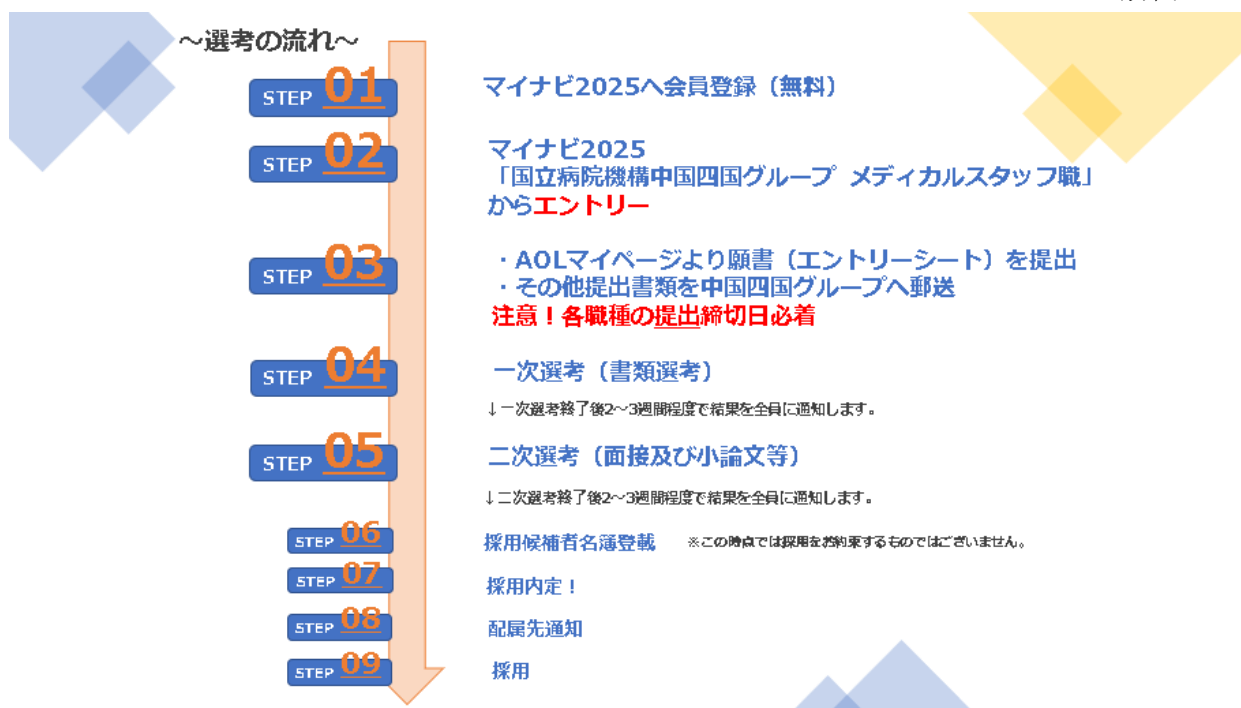 ～選考の流れ～
STEP 01
マイナビ2025へ会員登録（無料）
STEP 02
マイナビ2025
「国立病院機構中国四国グループ メディカルスタッフ職」
からエントリー
STEP 03
・AOLマイページより願書（エントリーシート）を提出
・その他提出書類を中国四国グループへ郵送
注意！各職種の提出締切日必着
STEP 04
一次選考（書類選考）
↓一次選考終了後2～3週間程度で結果を全員に通知します。
STEP 05
二次選考（面接及び小論文等）
↓二次選考終了後2～3週間程度で結果を全員に通知します。
STEP 06
採用候補者名簿登載 ※この時点では採用をお約束するものではございません。
STEP 07
採用内定！
STEP 08
配属先通知
STEP 09
採用